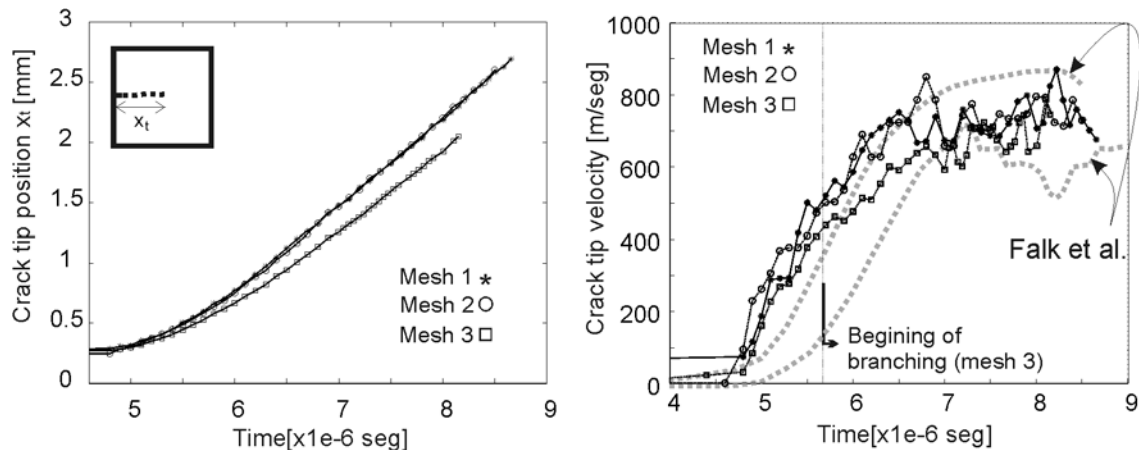 3
2.5
2
1.5
1
0.5
0
Crack tip position xt [mm]
xt
Mesh 1 *
Mesh 2 ○
Mesh 3 □
5 6 7 8 9
Time[x1e-6 seg]
1000
800
600
400
200
0
Crack tip velocity [m/seg]
Mesh 1 *
Mesh 2 ○
Mesh 3 □
Falk et al.
Begining of
branching (mesh 3)
4 5 6 7 8 9
Time[x1e-6 seg]